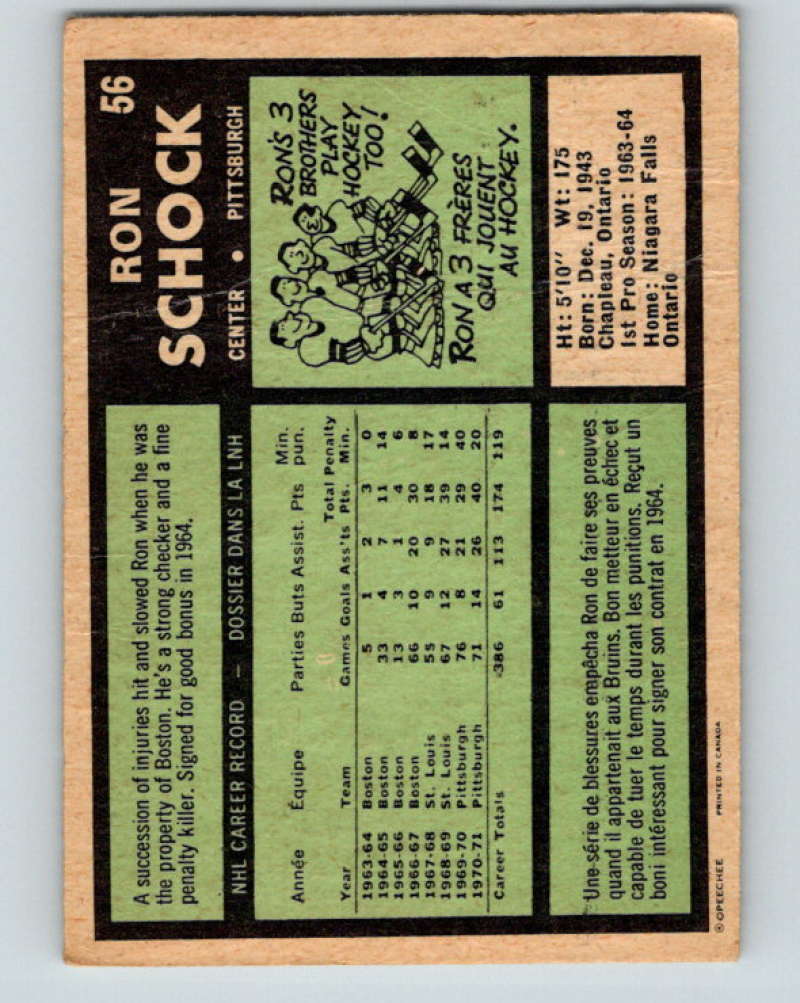 A succession of injuries hit and slowed Ron when he was
the property of Boston. He's a strong checker and a fine
penalty killer. Signed for good bonus in 1964.
RON 56
SCHOCK
CENTER • PITTSBURGH
NHL CAREER RECORD — DOSSIER DANS LA LNH
Année Équipe Parties Buts Assist. Pts Min. pun.
Year Team Games Goals Ass'ts Total Pts. Penalty Min.
1963-64 Boston 5 1 2 3 0
1964-65 Boston 33 4 7 11 14
1965-66 Boston 13 3 1 4 6
1966-67 Boston 66 10 20 30 8
1967-68 St. Louis 55 9 9 18 17
1968-69 St. Louis 67 12 27 39 14
1969-70 Pittsburgh 76 8 21 29 40
1970-71 Pittsburgh 71 14 26 40 20
Career Totals 386 61 113 174 119
RON'S 3
BROTHERS
PLAY
HOCKEY
TOO!
RON A 3 FRÈRES
QUI JOUENT
AU HOCKEY.
Une série de blessures empêcha Ron de faire ses preuves
quand il appartenait aux Bruins. Bon metteur en échec et
capable de tuer le temps durant les punitions. Reçut un
boni intéressant pour signer son contrat en 1964.
Ht: 5'10" Wt: 175
Born: Dec. 19, 1943
Chapleau, Ontario
1st Pro Season: 1963-64
Home: Niagara Falls
Ontario
© OPEECHEE PRINTED IN CANADA